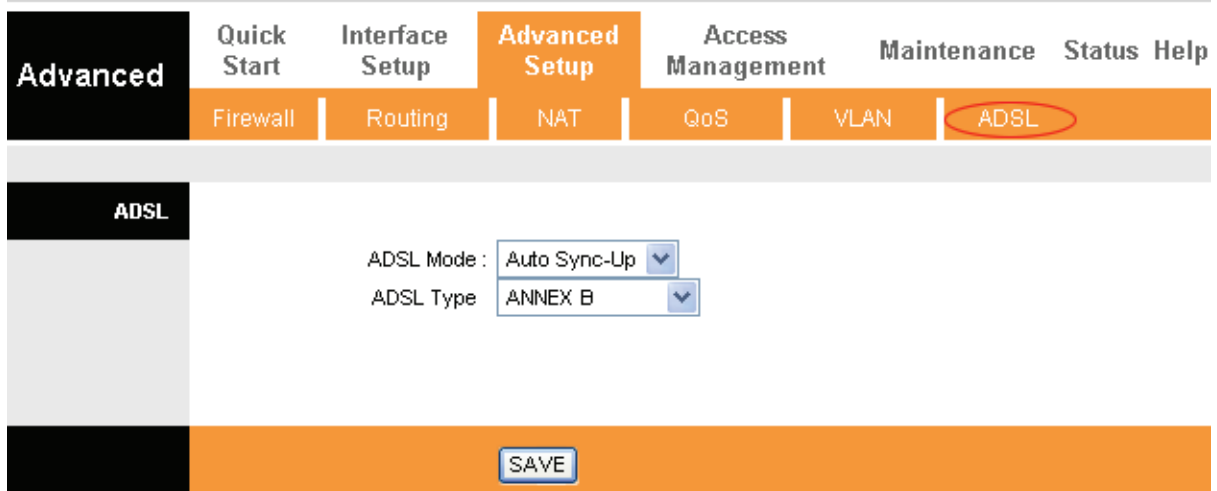 Advanced
Quick Start
Interface Setup
Advanced Setup
Access Management
Maintenance
Status
Help
Firewall
Routing
NAT
QoS
VLAN
ADSL
ADSL
ADSL Mode : Auto Sync-Up
ADSL Type ANNEX B
SAVE